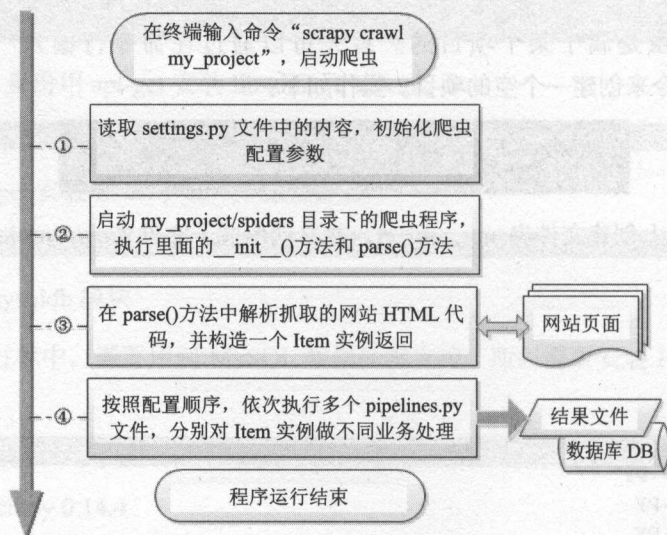 在终端输入命令“scrapy crawl
my_project”，启动爬虫
①
读取 settings.py 文件中的内容，初始化爬虫
配置参数
②
启动 my_project/spiders 目录下的爬虫程序，
执行里面的__init__()方法和 parse()方法
③
在 parse()方法中解析抓取的网站 HTML 代
码，并构造一个 Item 实例返回
网站页面
④
按照配置顺序，依次执行多个 pipelines.py
文件，分别对 Item 实例做不同业务处理
结果文件
数据库 DB
程序运行结束